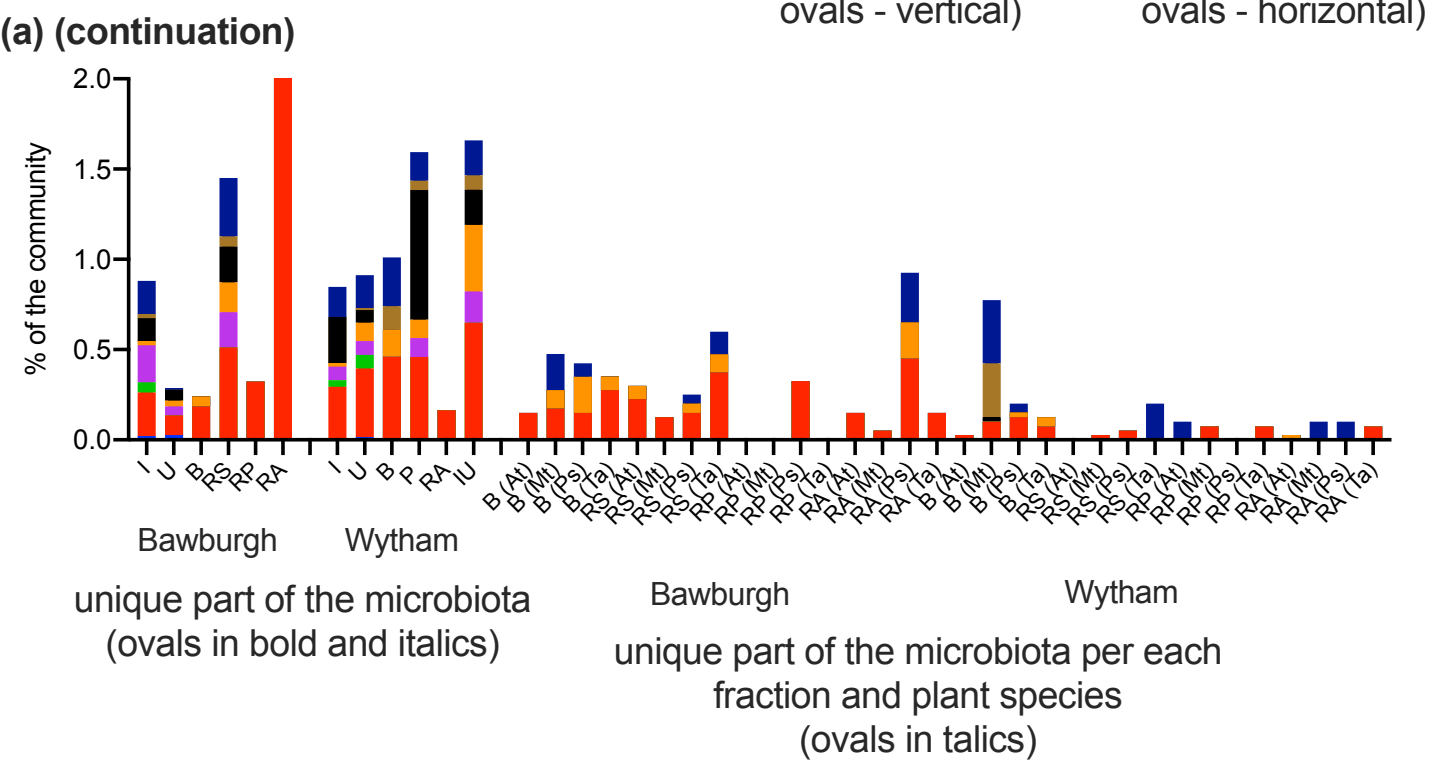 ovals - vertical)
ovals - horizontal)
(a) (continuation)
% of the community
2.0
1.5
1.0
0.5
0.0
I
U
B
RS
RP
RA
I
U
B
P
RA
IU
B (At)
B (Mt)
B (Ps)
B (Ta)
RS (At)
RS (Mt)
RS (Ps)
RS (Ta)
RP (At)
RP (Mt)
RP (Ps)
RP (Ta)
RA (At)
RA (Mt)
RA (Ps)
RA (Ta)
B (At)
B (Mt)
B (Ps)
B (Ta)
RS (At)
RS (Mt)
RS (Ps)
RS (Ta)
RP (At)
RP (Mt)
RP (Ps)
RP (Ta)
RA (At)
RA (Mt)
RA (Ps)
RA (Ta)
Bawburgh
Wytham
unique part of the microbiota
(ovals in bold and italics)
Bawburgh
Wytham
unique part of the microbiota per each
fraction and plant species
(ovals in talics)